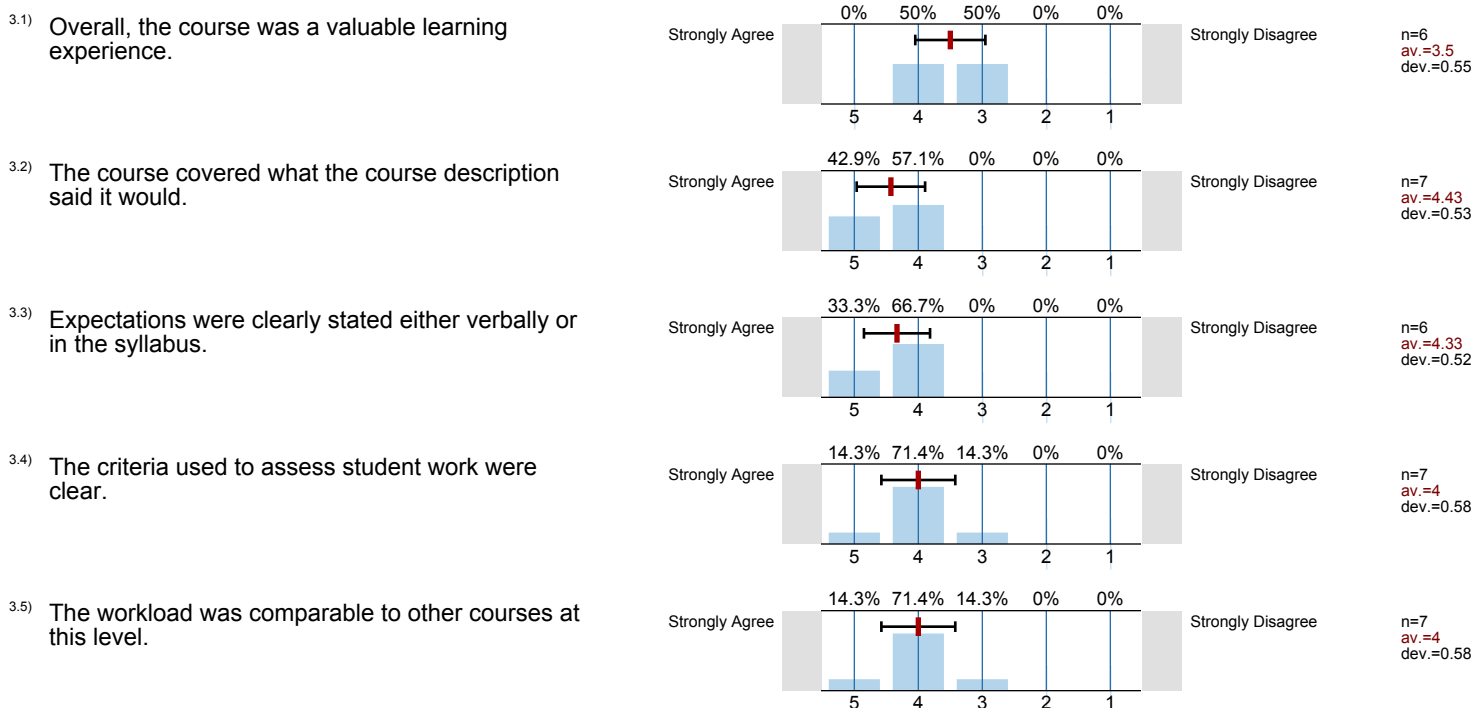 3.1) Overall, the course was a valuable learning
experience.
0% 50% 50% 0% 0%
Strongly Agree
Strongly Disagree
5 4 3 2 1
n=6
av.=3.5
dev.=0.55
3.2) The course covered what the course description
said it would.
42.9% 57.1% 0% 0% 0%
Strongly Agree
Strongly Disagree
5 4 3 2 1
n=7
av.=4.43
dev.=0.53
3.3) Expectations were clearly stated either verbally or
in the syllabus.
33.3% 66.7% 0% 0% 0%
Strongly Agree
Strongly Disagree
5 4 3 2 1
n=6
av.=4.33
dev.=0.52
3.4) The criteria used to assess student work were
clear.
14.3% 71.4% 14.3% 0% 0%
Strongly Agree
Strongly Disagree
5 4 3 2 1
n=7
av.=4
dev.=0.58
3.5) The workload was comparable to other courses at
this level.
14.3% 71.4% 14.3% 0% 0%
Strongly Agree
Strongly Disagree
5 4 3 2 1
n=7
av.=4
dev.=0.58